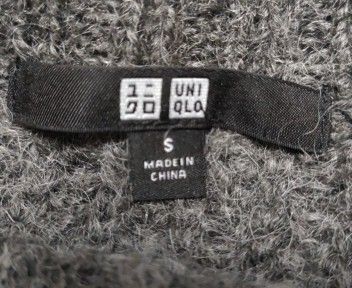 ユニ UNI
クロ QLO
S
MADE IN
CHINA